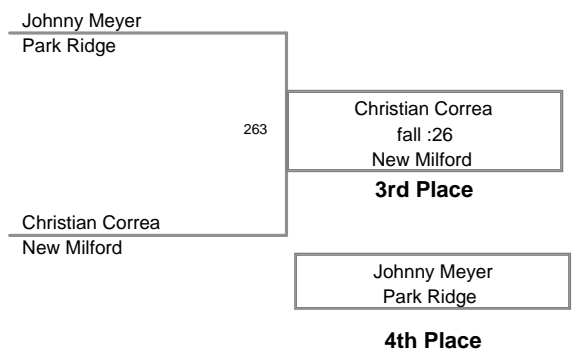 Johnny Meyer
Park Ridge
263
Christian Correa
fall :26
New Milford
3rd Place
Christian Correa
New Milford
Johnny Meyer
Park Ridge
4th Place